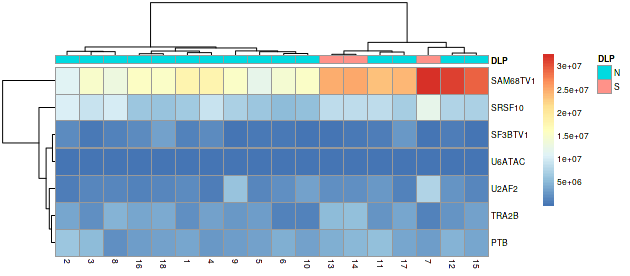 DLP
SAM68TV1
SRSF10
SF3BTV1
U6ATAC
U2AF2
TRA2B
PTB
2 3 8 16 18 1 4 9 5 6 10 13 14 11 17 7 12 15
3e+07
2.5e+07
2e+07
1.5e+07
1e+07
5e+06
DLP
N
S